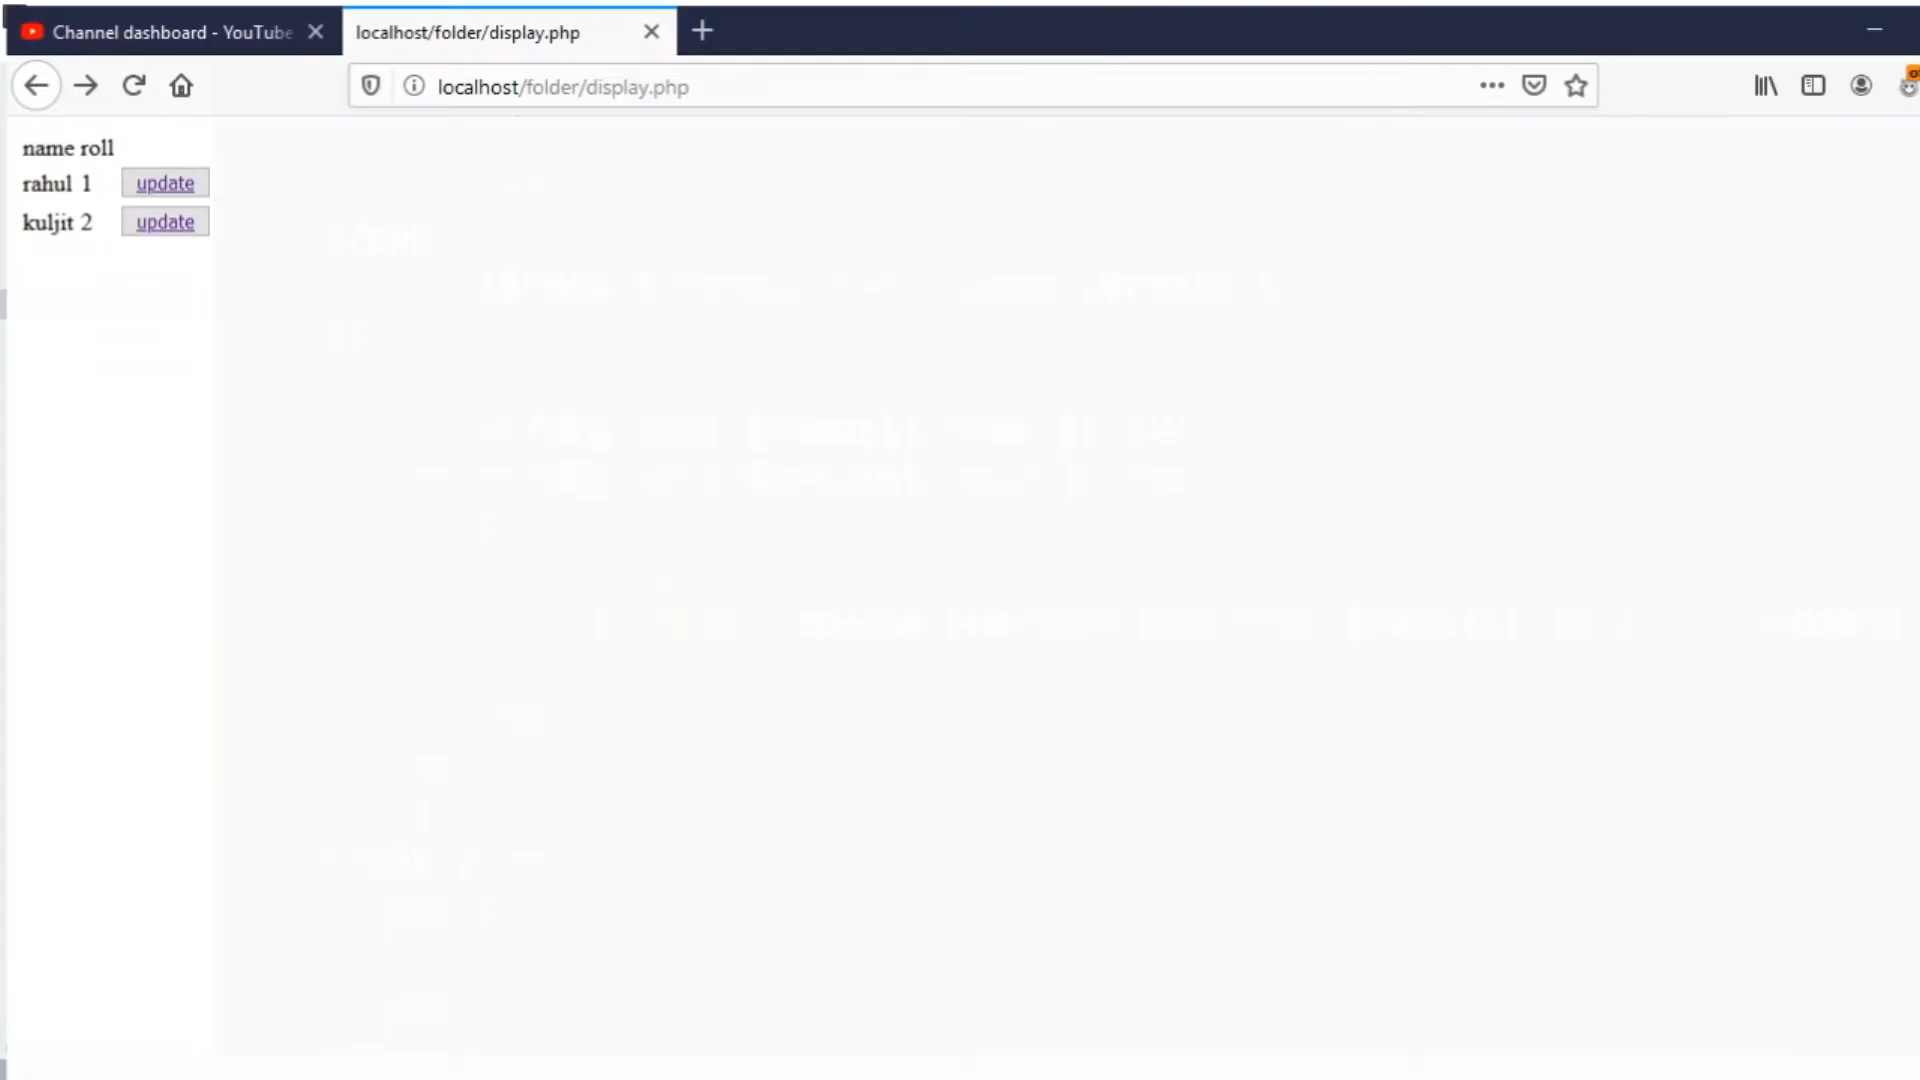 Channel dashboard - YouTube
localhost/folder/display.php
localhost/folder/display.php
name roll
rahul 1 update
kuljit 2 update